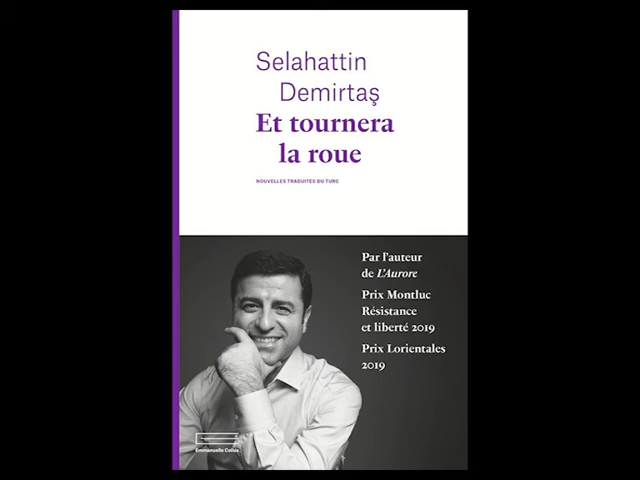 Selahattin
Demirtaş
Et tournera
la roue
NOUVELLES TRADUITES DU TURC
Par l'auteur
de L'Aurore
Prix Montluc
Résistance
et liberté 2019
Prix Lorientales
2019
Emmanuelle Collas